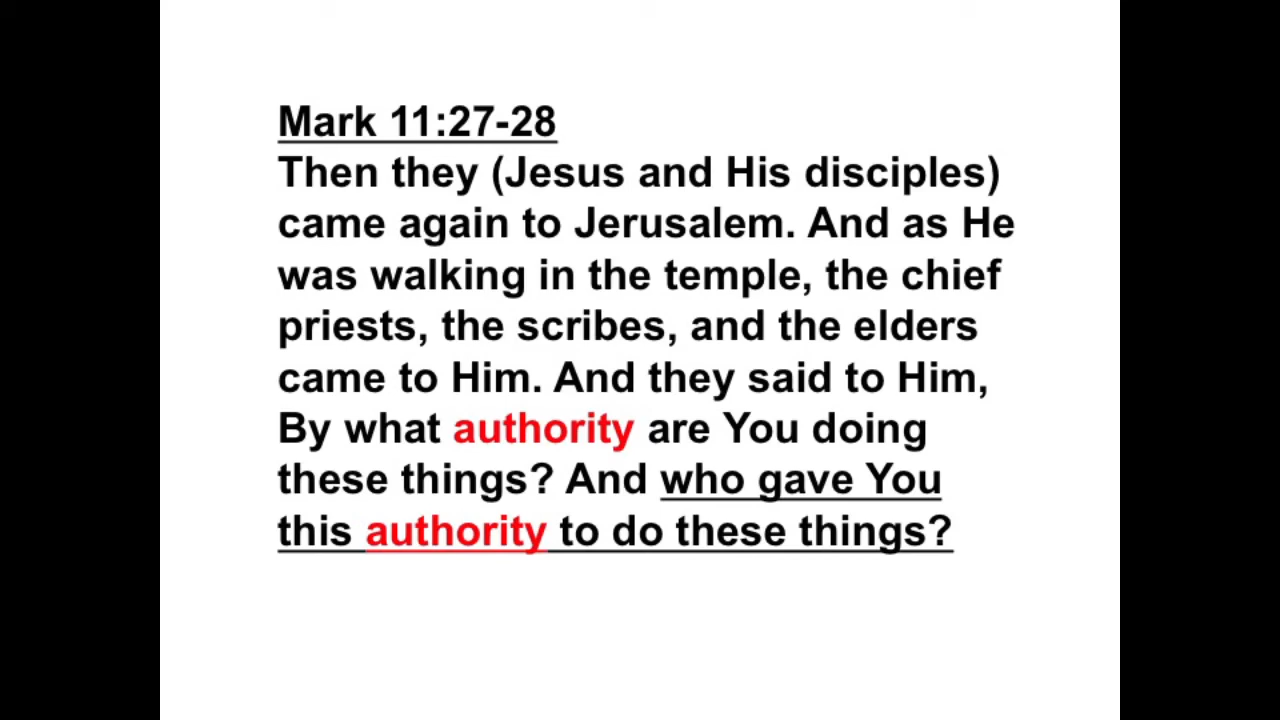 Mark 11:27-28
Then they (Jesus and His disciples)
came again to Jerusalem. And as He
was walking in the temple, the chief
priests, the scribes, and the elders
came to Him. And they said to Him,
By what authority are You doing
these things? And who gave You
this authority to do these things?